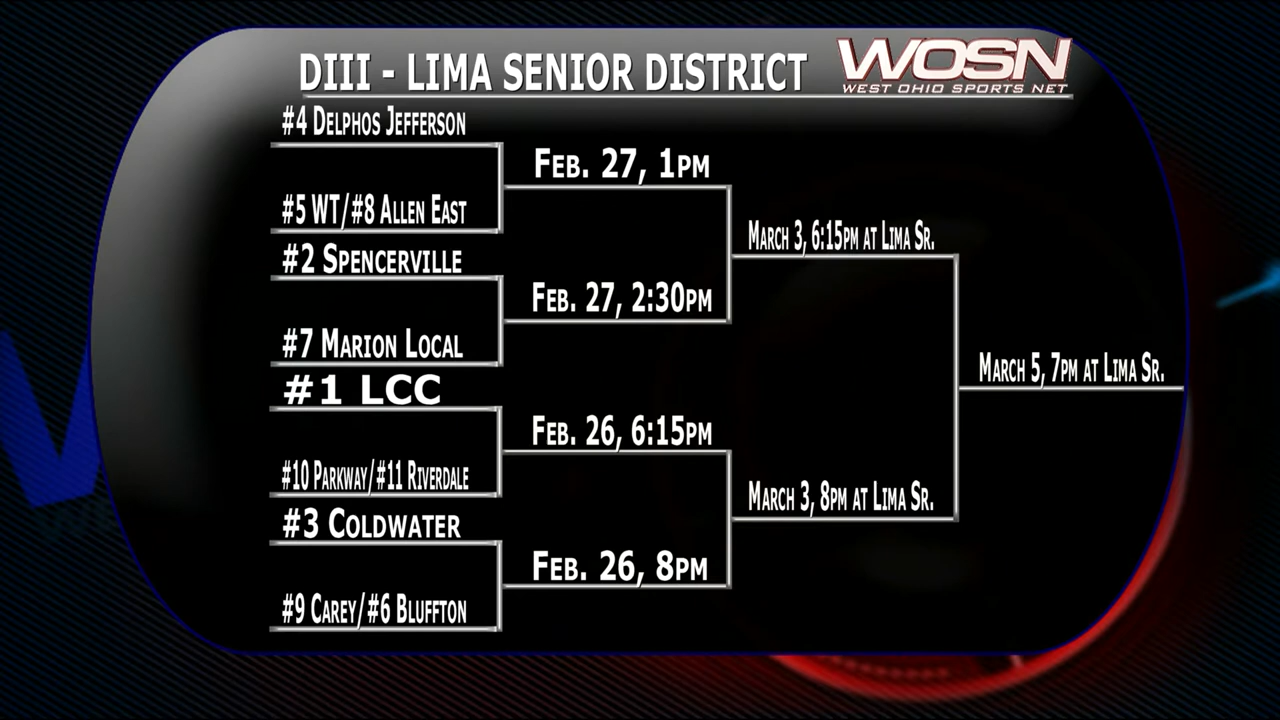 DIII - LIMA SENIOR DISTRICT
WOSN
WEST OHIO SPORTS NET
#4 DELPHOS JEFFERSON
FEB. 27, 1PM
#5 WT/#8 ALLEN EAST
MARCH 3, 6:15PM AT LIMA SR.
#2 SPENCERVILLE
FEB. 27, 2:30PM
#7 MARION LOCAL
MARCH 5, 7PM AT LIMA SR.
#1 LCC
FEB. 26, 6:15PM
#10 PARKWAY/#11 RIVERDALE
MARCH 3, 8PM AT LIMA SR.
#3 COLDWATER
FEB. 26, 8PM
#9 CAREY/#6 BLUFFTON